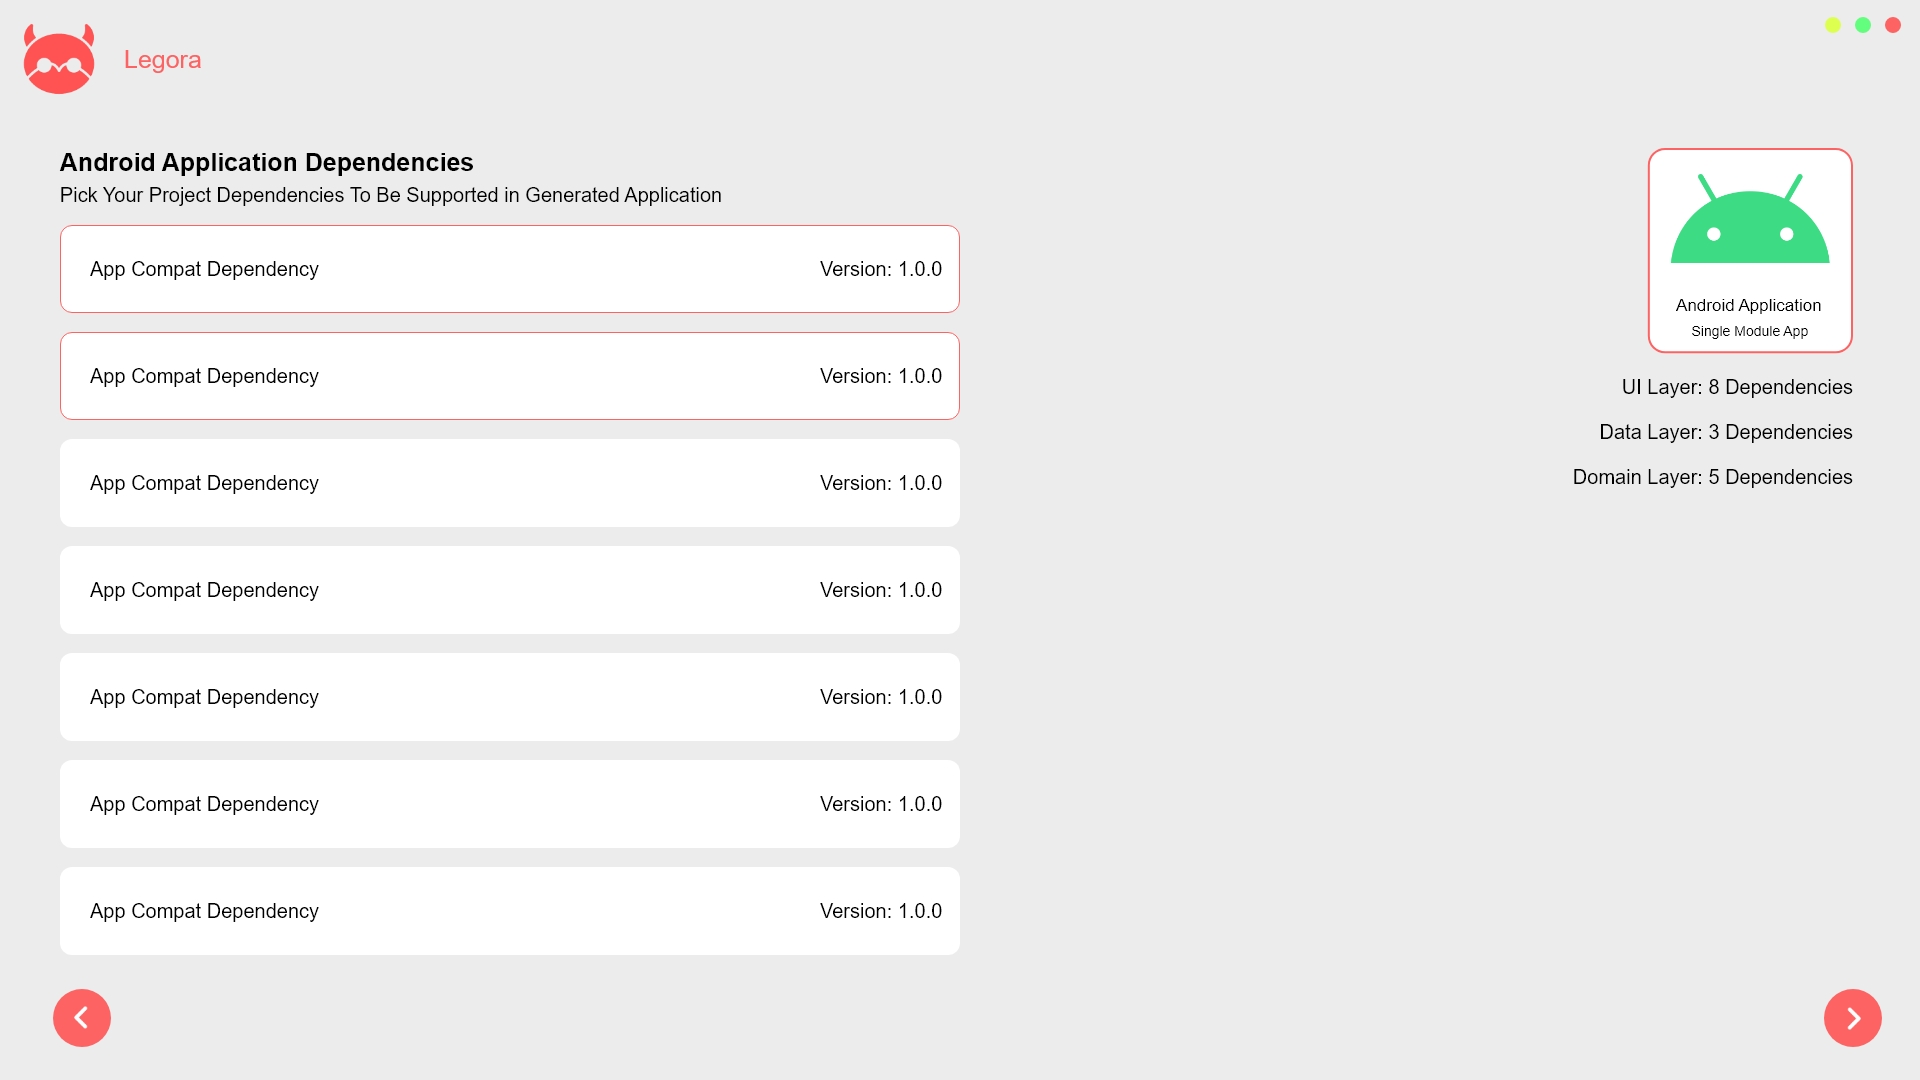 Legora
Android Application Dependencies
Pick Your Project Dependencies To Be Supported in Generated Application
App Compat Dependency Version: 1.0.0
App Compat Dependency Version: 1.0.0
App Compat Dependency Version: 1.0.0
App Compat Dependency Version: 1.0.0
App Compat Dependency Version: 1.0.0
App Compat Dependency Version: 1.0.0
App Compat Dependency Version: 1.0.0
Android Application
Single Module App
UI Layer: 8 Dependencies
Data Layer: 3 Dependencies
Domain Layer: 5 Dependencies